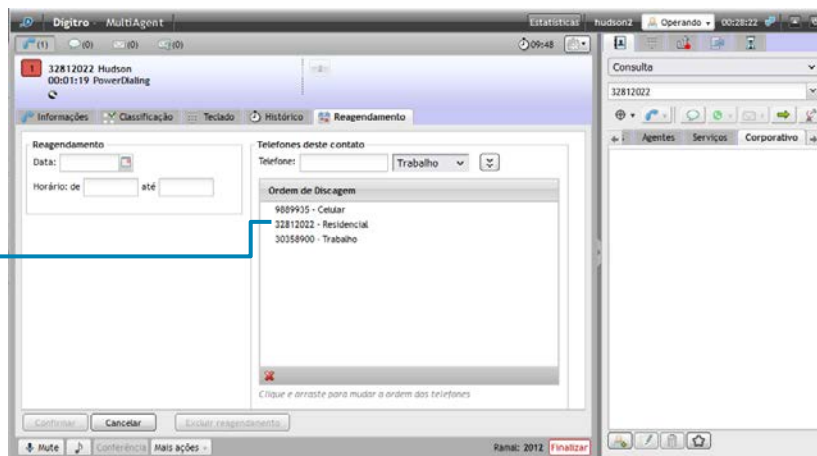 Dígitro - MultiAgent Estatísticas hudson2 Operando 00:28:22
(1) (0) (0) (0) 09:48
1 32812022 Hudson
00:01:19 PowerDialing
Consulta
32812022
Informações Classificação Teclado Histórico Reagendamento
Agentes Serviços Corporativo
Reagendamento
Data:
Horário: de até
Telefones deste contato
Telefone: Trabalho
Ordem de Discagem
9889935 - Celular
32812022 - Residencial
30358900 - Trabalho
Clique e arraste para mudar a ordem dos telefones
Confirmar Cancelar Excluir reagendamento
Mute Conferência Mais ações Ramal: 2012 Finalizar